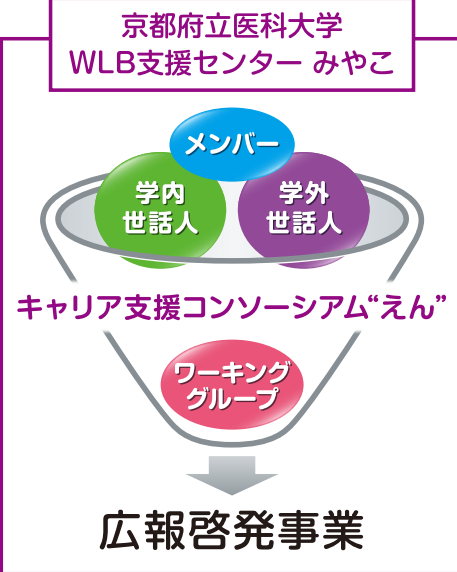 京都府立医科大学
WLB支援センター みやこ
メンバー
学内
世話人
学外
世話人
キャリア支援コンソーシアム“えん”
ワーキング
グループ
広報啓発事業